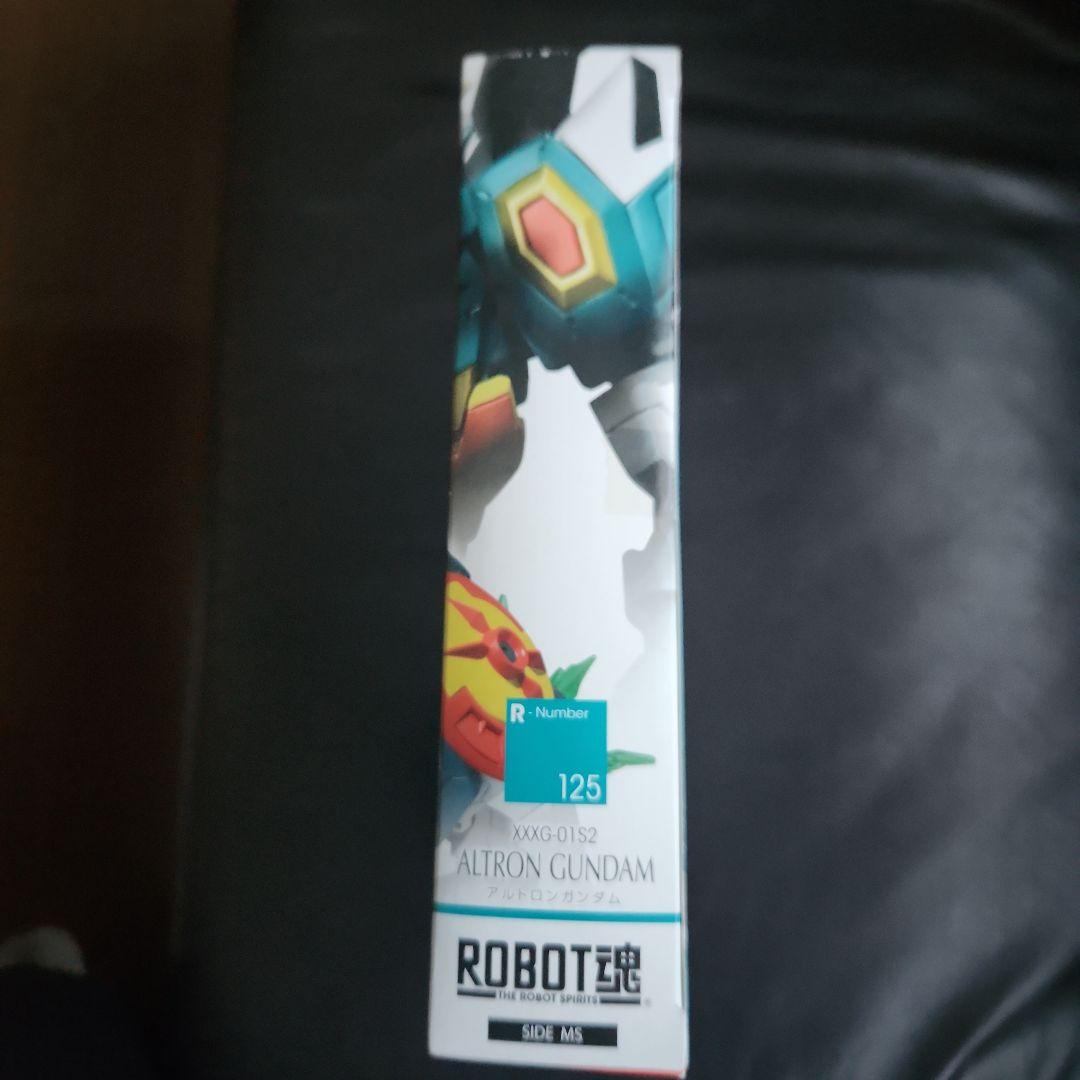 R - Number
125
XXXG-01S2
ALTRON GUNDAM
アルトロンガンダム
ROBOT魂
THE ROBOT SPIRITS
SIDE MS